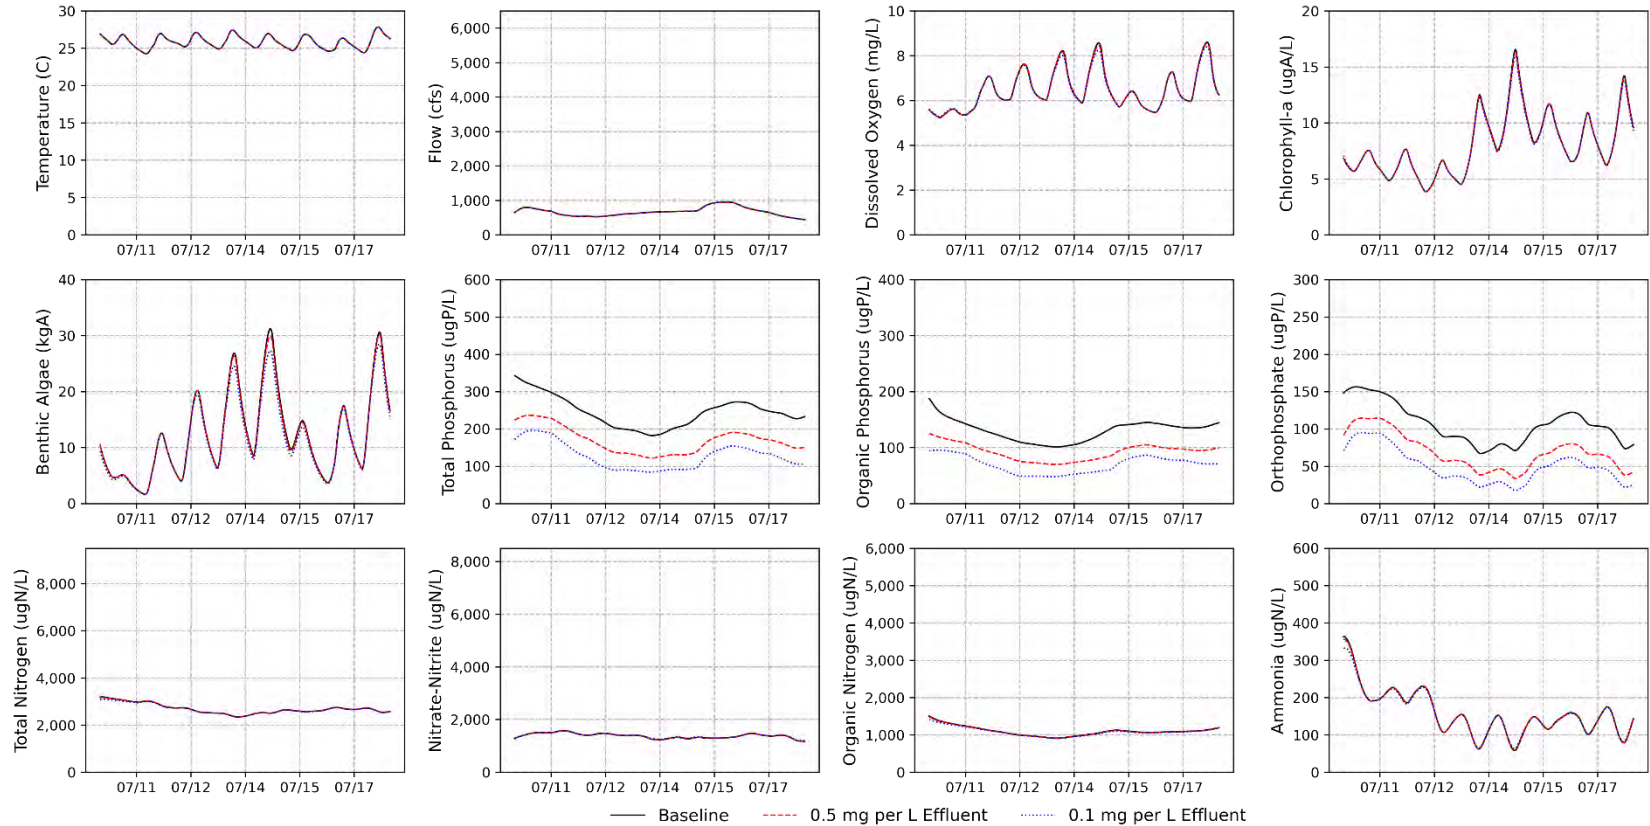 Temperature (C)
30
25
20
15
10
5
0
07/11 07/12 07/14 07/15 07/17
Flow (cfs)
6,000
5,000
4,000
3,000
2,000
1,000
0
07/11 07/12 07/14 07/15 07/17
Dissolved Oxygen (mg/L)
10
8
6
4
2
0
07/11 07/12 07/14 07/15 07/17
Chlorophyll-a (ugA/L)
20
15
10
5
0
07/11 07/12 07/14 07/15 07/17
Benthic Algae (kgA)
40
30
20
10
0
07/11 07/12 07/14 07/15 07/17
Total Phosphorus (ugP/L)
600
500
400
300
200
100
0
07/11 07/12 07/14 07/15 07/17
Organic Phosphorus (ugP/L)
400
300
200
100
0
07/11 07/12 07/14 07/15 07/17
Orthophosphate (ugP/L)
300
250
200
150
100
50
0
07/11 07/12 07/14 07/15 07/17
Total Nitrogen (ugN/L)
8,000
6,000
4,000
2,000
0
07/11 07/12 07/14 07/15 07/17
Nitrate-Nitrite (ugN/L)
8,000
6,000
4,000
2,000
0
07/11 07/12 07/14 07/15 07/17
Organic Nitrogen (ugN/L)
6,000
5,000
4,000
3,000
2,000
1,000
0
07/11 07/12 07/14 07/15 07/17
Ammonia (ugN/L)
600
500
400
300
200
100
0
07/11 07/12 07/14 07/15 07/17
Baseline 0.5 mg per L Effluent 0.1 mg per L Effluent